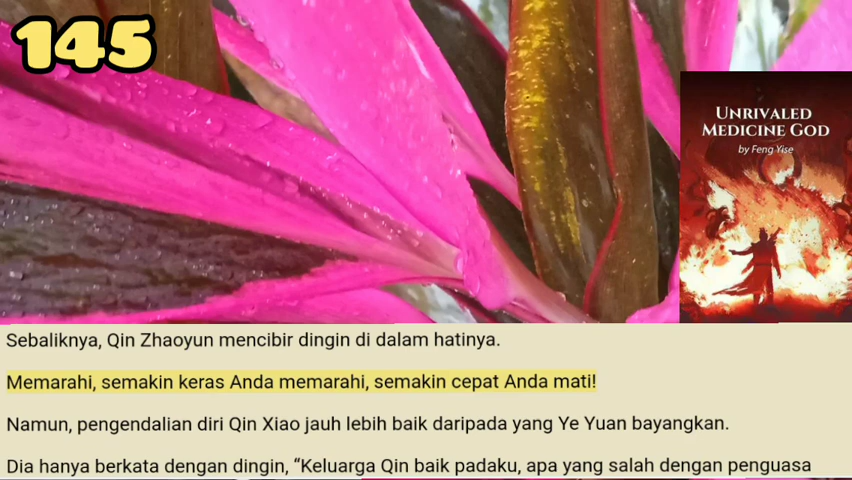 145
UNRIVALED
MEDICINE GOD
by Feng Yise
Sebaliknya, Qin Zhaoyun mencibir dingin di dalam hatinya.
Memarahi, semakin keras Anda memarahi, semakin cepat Anda mati!
Namun, pengendalian diri Qin Xiao jauh lebih baik daripada yang Ye Yuan bayangkan.
Dia hanya berkata dengan dingin, “Keluarga Qin baik padaku, apa yang salah dengan penguasa